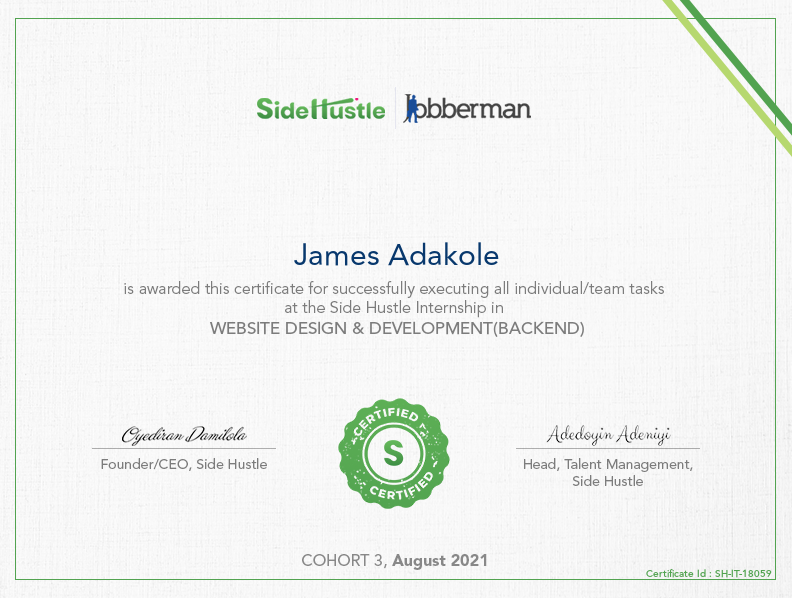 SideHustle Jobberman
James Adakole
is awarded this certificate for successfully executing all individual/team tasks
at the Side Hustle Internship in
WEBSITE DESIGN & DEVELOPMENT(BACKEND)
Oyediran Damilola
Founder/CEO, Side Hustle
CERTIFIED
S
CERTIFIED
Adedoyin Adeniyi
Head, Talent Management,
Side Hustle
COHORT 3, August 2021
Certificate Id : SH-IT-18059